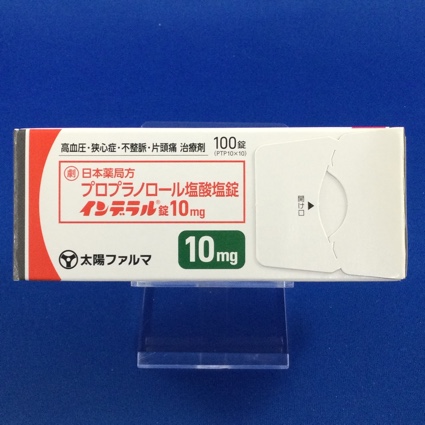 高血圧・狭心症・不整脈・片頭痛 治療剤
100錠
(PTP10×10)
劇 日本薬局方
プロプラノロール塩酸塩錠
インデラル®錠10mg
10mg
太陽ファルマ
開け口